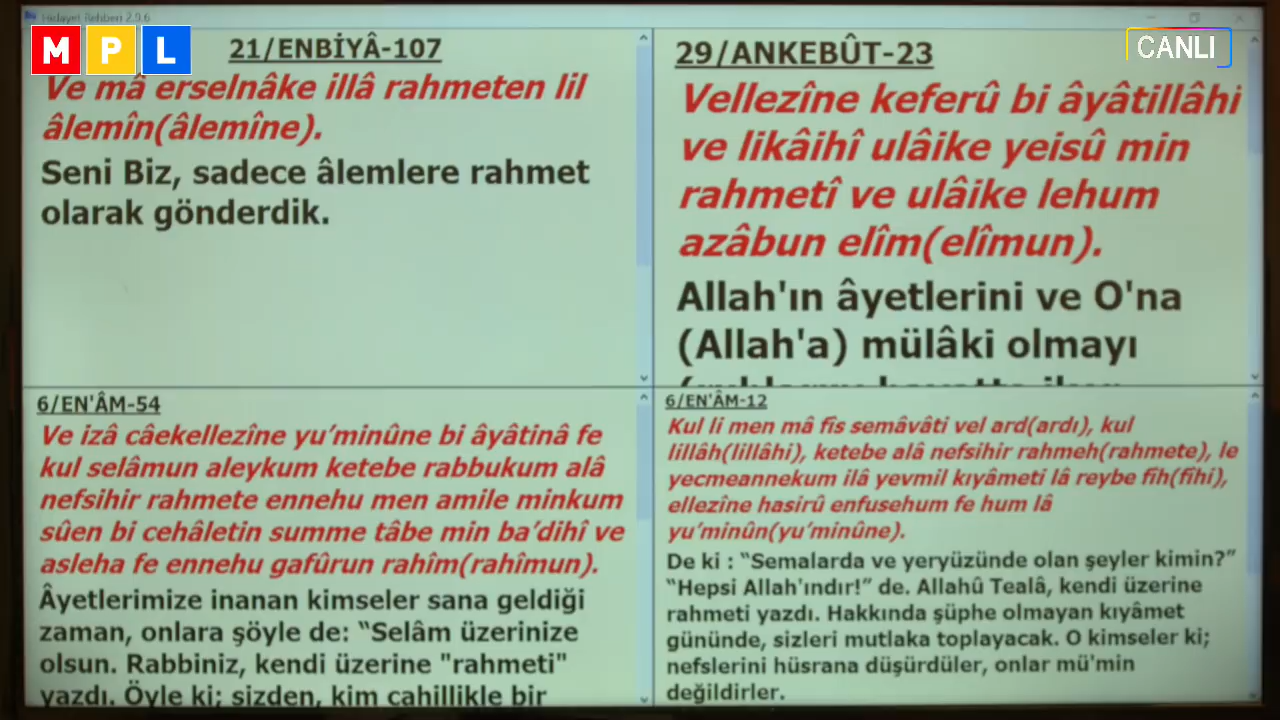 Hidayet Rehberi 2.9.6
MPL
CANLI
21/ENBİYÂ-107
Ve mâ erselnâke illâ rahmeten lil
âlemîn(âlemîne).
Seni Biz, sadece âlemlere rahmet
olarak gönderdik.
29/ANKEBÛT-23
Vellezîne keferû bi âyâtillâhi
ve likâihî ulâike yeisû min
rahmetî ve ulâike lehum
azâbun elîm(elîmun).
Allah'ın âyetlerini ve O'na
(Allah'a) mülâki olmayı
6/EN'ÂM-54
Ve izâ câekellezîne yu’minûne bi âyâtinâ fe
kul selâmun aleykum ketebe rabbukum alâ
nefsihir rahmete ennehu men amile minkum
sûen bi cehâletin summe tâbe min ba’dihî ve
asleha fe ennehu gafûrun rahîm(rahîmun).
Âyetlerimize inanan kimseler sana geldiği
zaman, onlara şöyle de: “Selâm üzerinize
olsun. Rabbiniz, kendi üzerine "rahmeti"
yazdı. Öyle ki; sizden, kim cahillikle bir
6/EN'ÂM-12
Kul li men mâ fîs semâvâti vel ard(ardı), kul
lillâh(lillâhi), ketebe alâ nefsihir rahmeh(rahmete), le
yecmeannekum ilâ yevmil kıyâmeti lâ reybe fîh(fîhi),
ellezîne hasirû enfusehum fe hum lâ
yu’minûn(yu’minûne).
De ki : “Semalarda ve yeryüzünde olan şeyler kimin?”
“Hepsi Allah'ındır!” de. Allahû Tealâ, kendi üzerine
rahmeti yazdı. Hakkında şüphe olmayan kıyâmet
gününde, sizleri mutlaka toplayacak. O kimseler ki;
nefslerini hüsrana düşürdüler, onlar mü'min
değildirler.